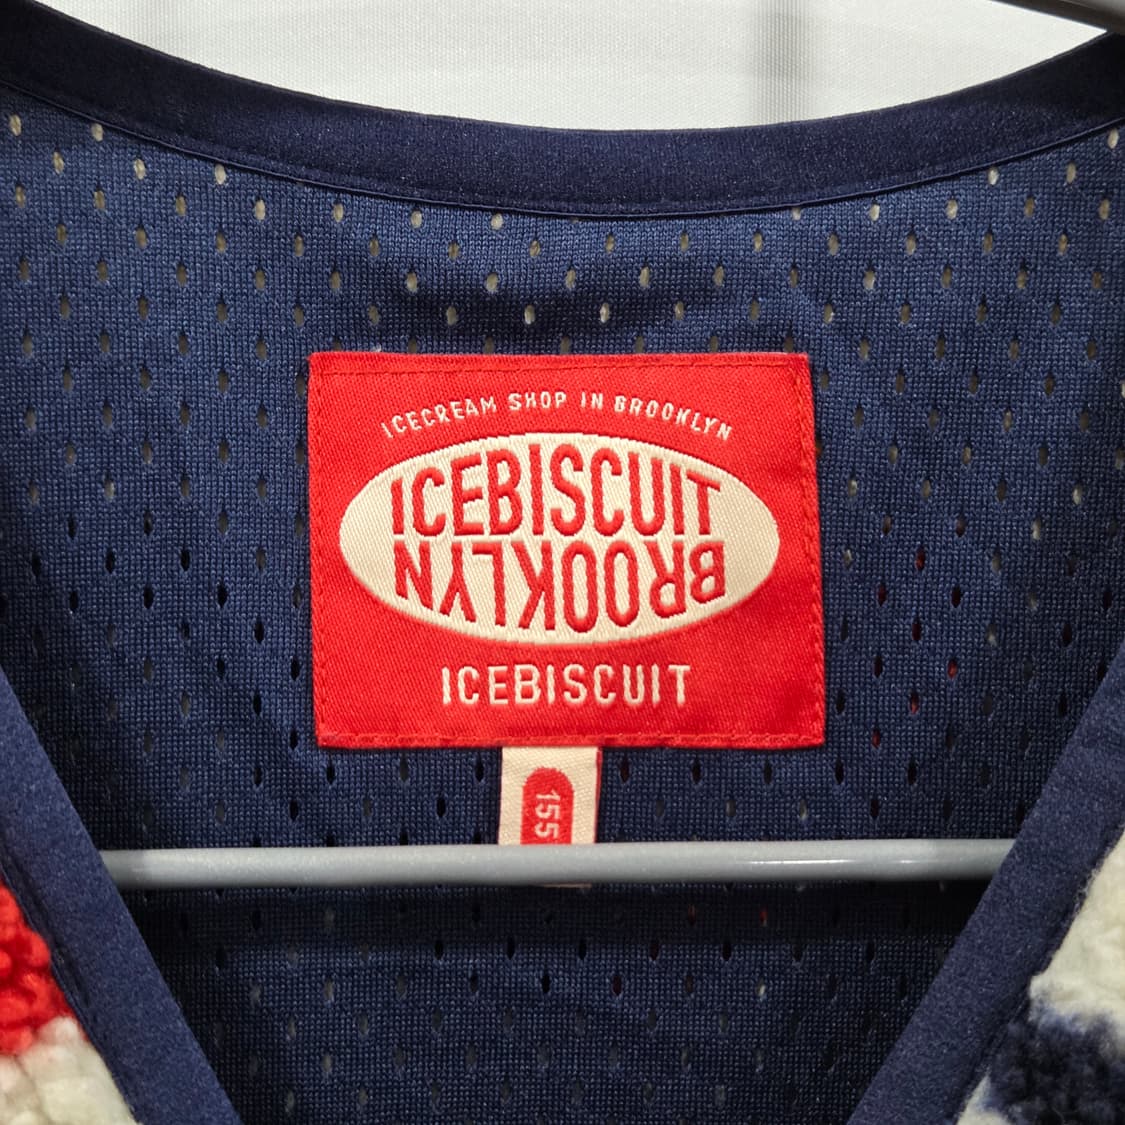 ICECREAM SHOP IN BROOKLYN
ICEBISCUIT
BROOKLYN
ICEBISCUIT
155